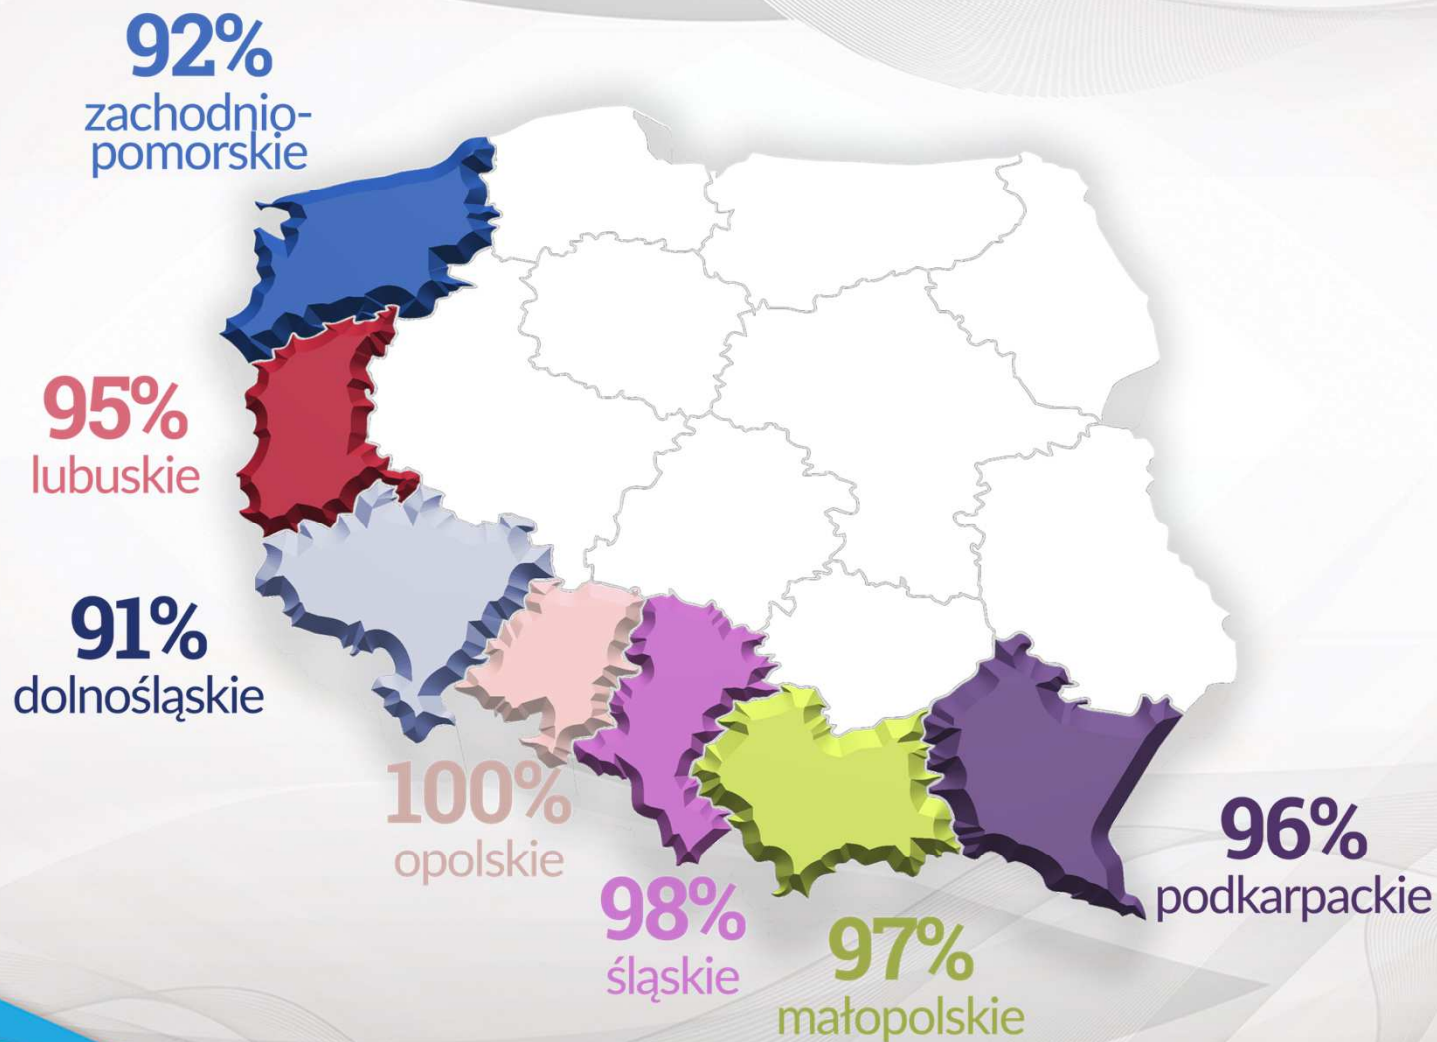 92%
zachodnio-
pomorskie
95%
lubuskie
91%
dolnośląskie
100%
opolskie
98%
śląskie
97%
małopolskie
96%
podkarpackie